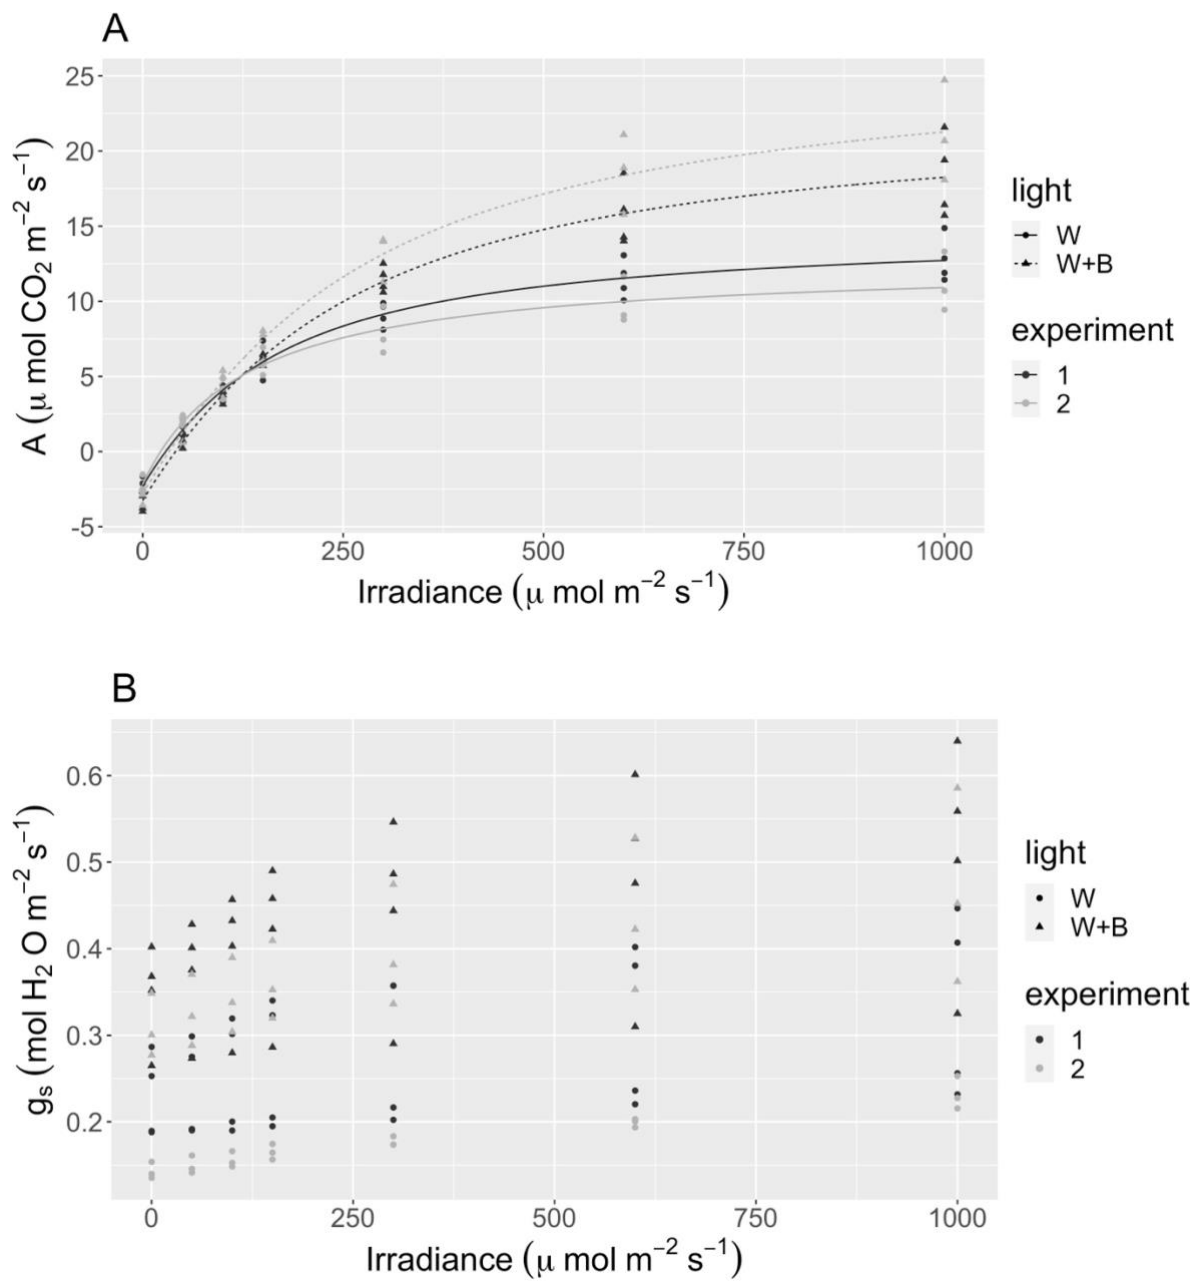 A
25
20
15
10
5
0
-5
A (μ mol CO₂ m⁻² s⁻¹)
0 250 500 750 1000
Irradiance (μ mol m⁻² s⁻¹)
light
W
W+B
experiment
1
2
B
0.6
0.5
0.4
0.3
0.2
gₛ (mol H₂ O m⁻² s⁻¹)
0 250 500 750 1000
Irradiance (μ mol m⁻² s⁻¹)
light
W
W+B
experiment
1
2